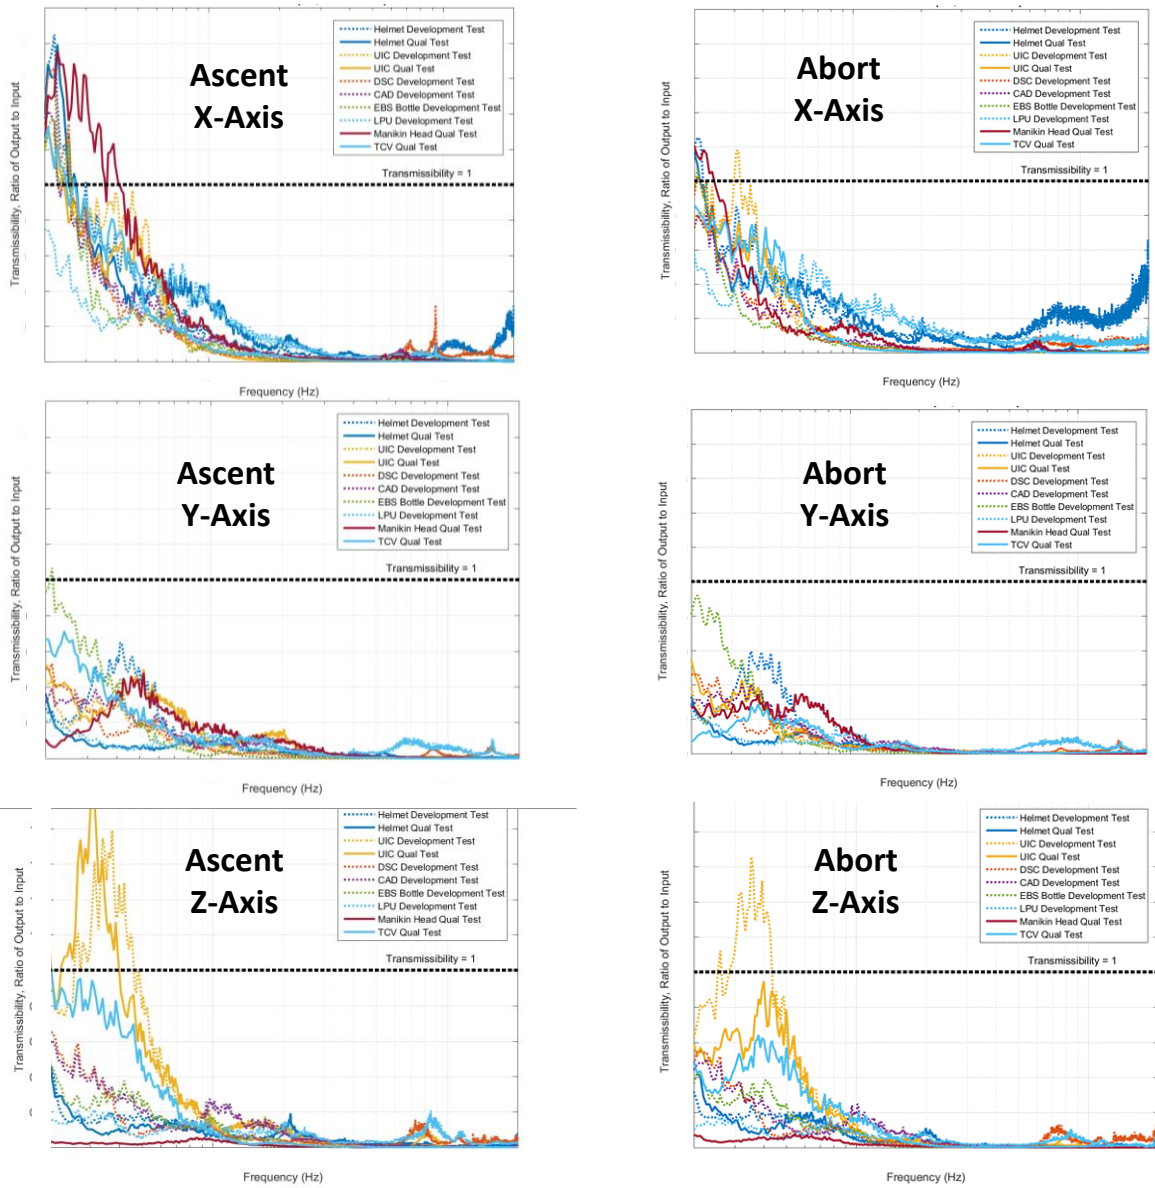 Helmet Development Test
Helmet Qual Test
UIC Development Test
UIC Qual Test
DSC Development Test
CAD Development Test
EBS Bottle Development Test
LPU Development Test
Manikin Head Qual Test
TCV Qual Test
Ascent
X-Axis
Transmissibility = 1
Transmissibility, Ratio of Output to Input
Frequency (Hz)
Helmet Development Test
Helmet Qual Test
UIC Development Test
UIC Qual Test
DSC Development Test
CAD Development Test
EBS Bottle Development Test
LPU Development Test
Manikin Head Qual Test
TCV Qual Test
Abort
X-Axis
Transmissibility = 1
Transmissibility, Ratio of Output to Input
Frequency (Hz)
Helmet Development Test
Helmet Qual Test
UIC Development Test
UIC Qual Test
DSC Development Test
CAD Development Test
EBS Bottle Development Test
LPU Development Test
Manikin Head Qual Test
TCV Qual Test
Ascent
Y-Axis
Transmissibility = 1
Transmissibility, Ratio of Output to Input
Frequency (Hz)
Helmet Development Test
Helmet Qual Test
UIC Development Test
UIC Qual Test
DSC Development Test
CAD Development Test
EBS Bottle Development Test
LPU Development Test
Manikin Head Qual Test
TCV Qual Test
Abort
Y-Axis
Transmissibility = 1
Transmissibility, Ratio of Output to Input
Frequency (Hz)
Helmet Development Test
Helmet Qual Test
UIC Development Test
UIC Qual Test
DSC Development Test
CAD Development Test
EBS Bottle Development Test
LPU Development Test
Manikin Head Qual Test
TCV Qual Test
Ascent
Z-Axis
Transmissibility = 1
Transmissibility, Ratio of Output to Input
Frequency (Hz)
Helmet Development Test
Helmet Qual Test
UIC Development Test
UIC Qual Test
DSC Development Test
CAD Development Test
EBS Bottle Development Test
LPU Development Test
Manikin Head Qual Test
TCV Qual Test
Abort
Z-Axis
Transmissibility = 1
Transmissibility, Ratio of Output to Input
Frequency (Hz)